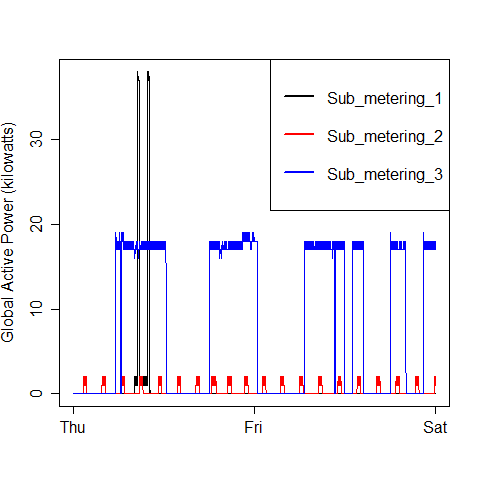 Global Active Power (kilowatts)
30
20
10
0
Sub_metering_1
Sub_metering_2
Sub_metering_3
Thu
Fri
Sat